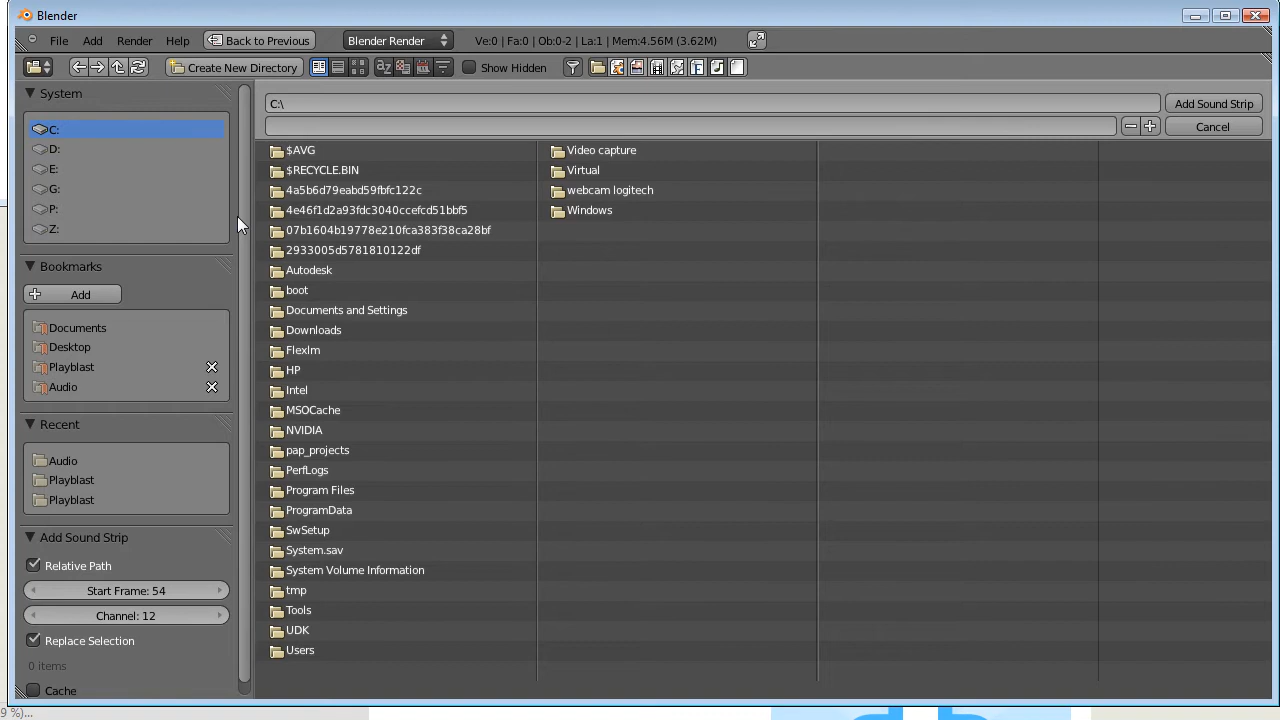 Blender
File Add Render Help Back to Previous Blender Render Ve:0 | Fa:0 | Ob:0-2 | La:1 | Mem:4.56M (3.62M)
Create New Directory Show Hidden
System
C:
D:
E:
G:
P:
Z:
Bookmarks
Add
Documents
Desktop
Playblast
Audio
Recent
Audio
Playblast
Playblast
Add Sound Strip
Relative Path
Start Frame: 54
Channel: 12
Replace Selection
0 items
Cache
C:\ Add Sound Strip
Cancel
$AVG
$RECYCLE.BIN
4a5b6d79eabd59fbfc122c
4e46f1d2a93fdc3040ccefcd51bbf5
07b1604b19778e210fca383f38ca28bf
2933005d5781810122df
Autodesk
boot
Documents and Settings
Downloads
Flexlm
HP
Intel
MSOCache
NVIDIA
pap_projects
PerfLogs
Program Files
ProgramData
SwSetup
System.sav
System Volume Information
tmp
Tools
UDK
Users
Video capture
Virtual
webcam logitech
Windows
9 %)...